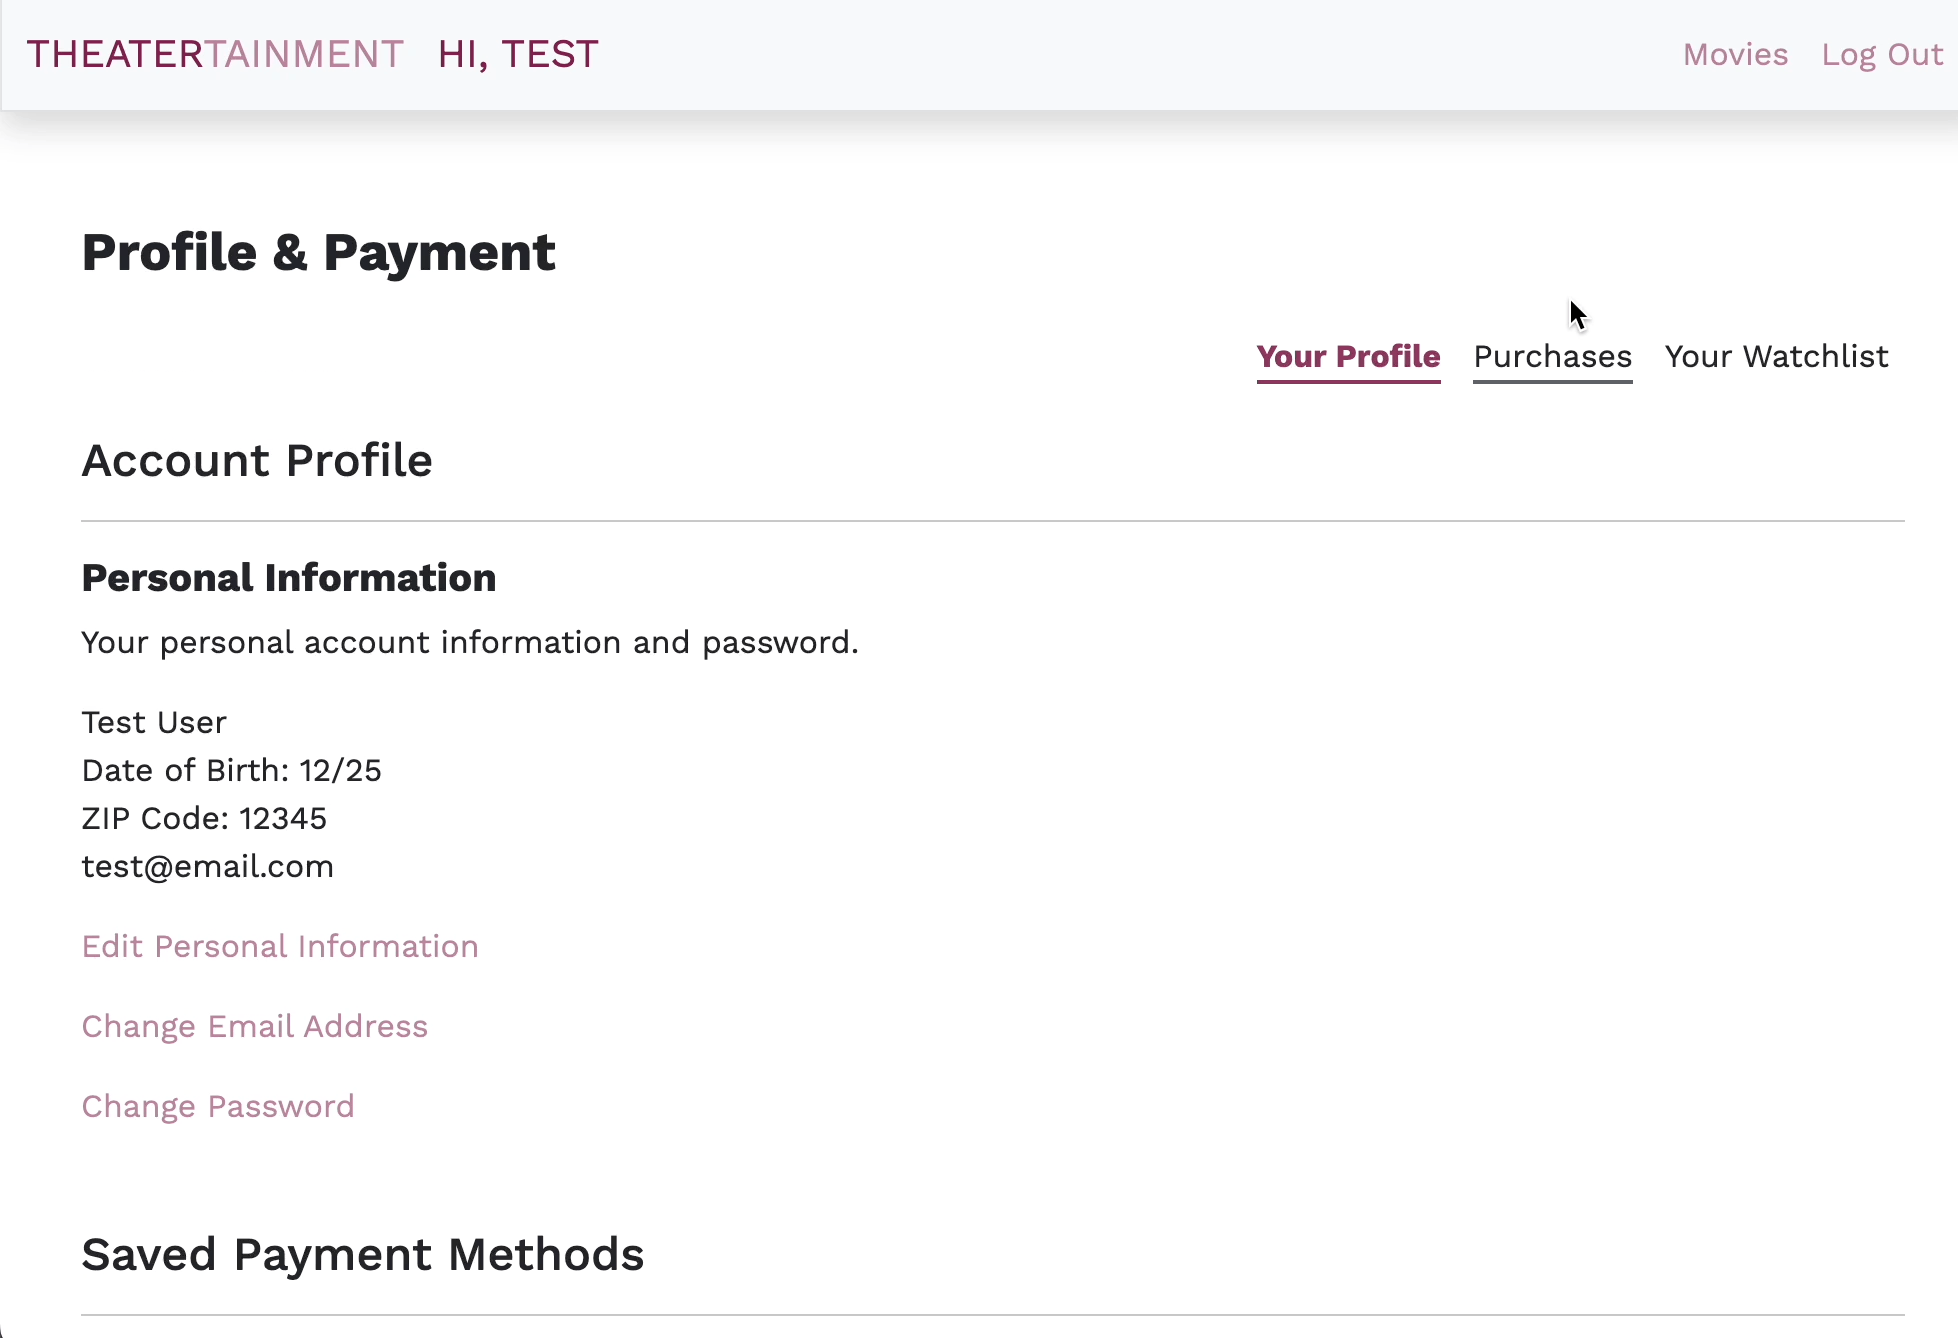 THEATERTAINMENT HI, TEST Movies Log Out
Profile & Payment
Your Profile Purchases Your Watchlist
Account Profile
Personal Information
Your personal account information and password.
Test User
Date of Birth: 12/25
ZIP Code: 12345
test@email.com
Edit Personal Information
Change Email Address
Change Password
Saved Payment Methods